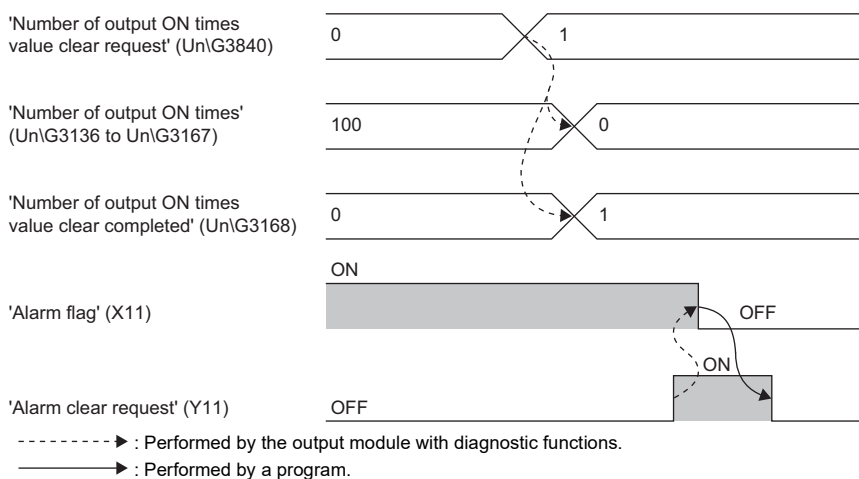 'Number of output ON times
value clear request' (Un\G3840)
0
1
'Number of output ON times'
(Un\G3136 to Un\G3167)
100
0
'Number of output ON times
value clear completed' (Un\G3168)
0
1
ON
'Alarm flag' (X11)
OFF
ON
'Alarm clear request' (Y11)
OFF
: Performed by the output module with diagnostic functions.
: Performed by a program.